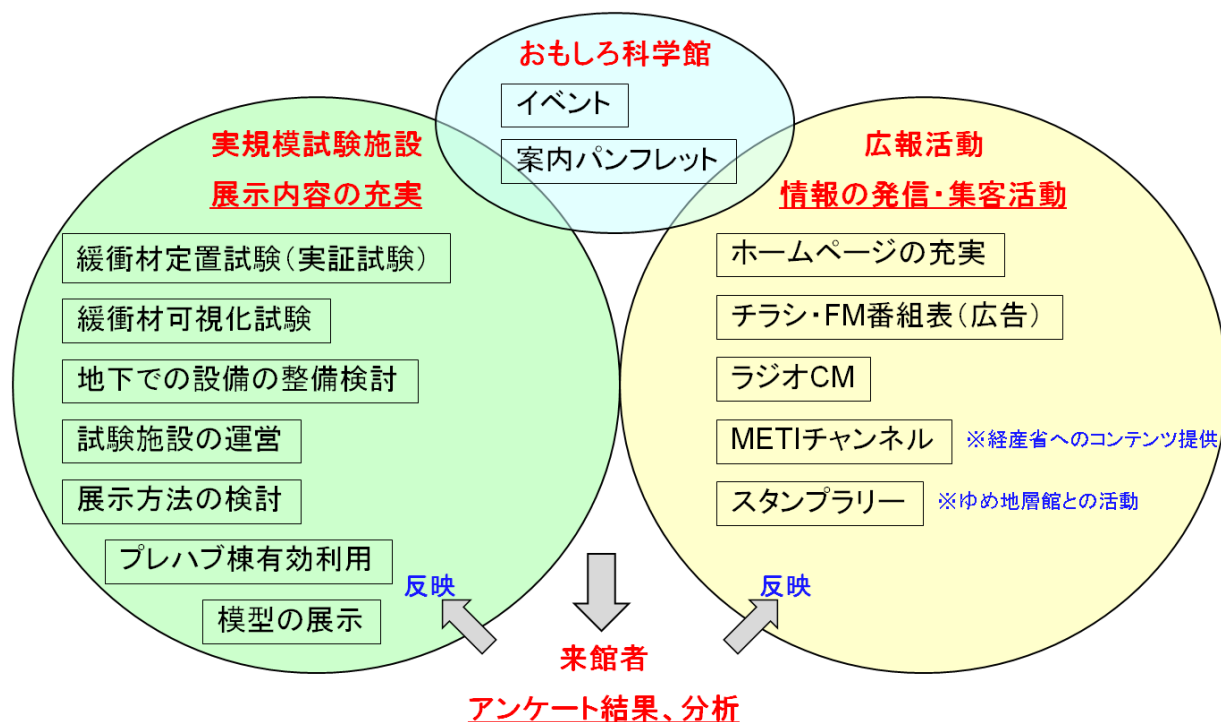 おもしろ科学館
イベント
案内パンフレット
実規模試験施設
展示内容の充実
緩衝材定置試験(実証試験)
緩衝材可視化試験
地下での設備の整備検討
試験施設の運営
展示方法の検討
プレハブ棟有効利用
模型の展示
広報活動
情報の発信・集客活動
ホームページの充実
チラシ・FM番組表(広告)
ラジオCM
METIチャンネル ※経産省へのコンテンツ提供
スタンプラリー ※ゆめ地層館との活動
反映
反映
来館者
アンケート結果、分析